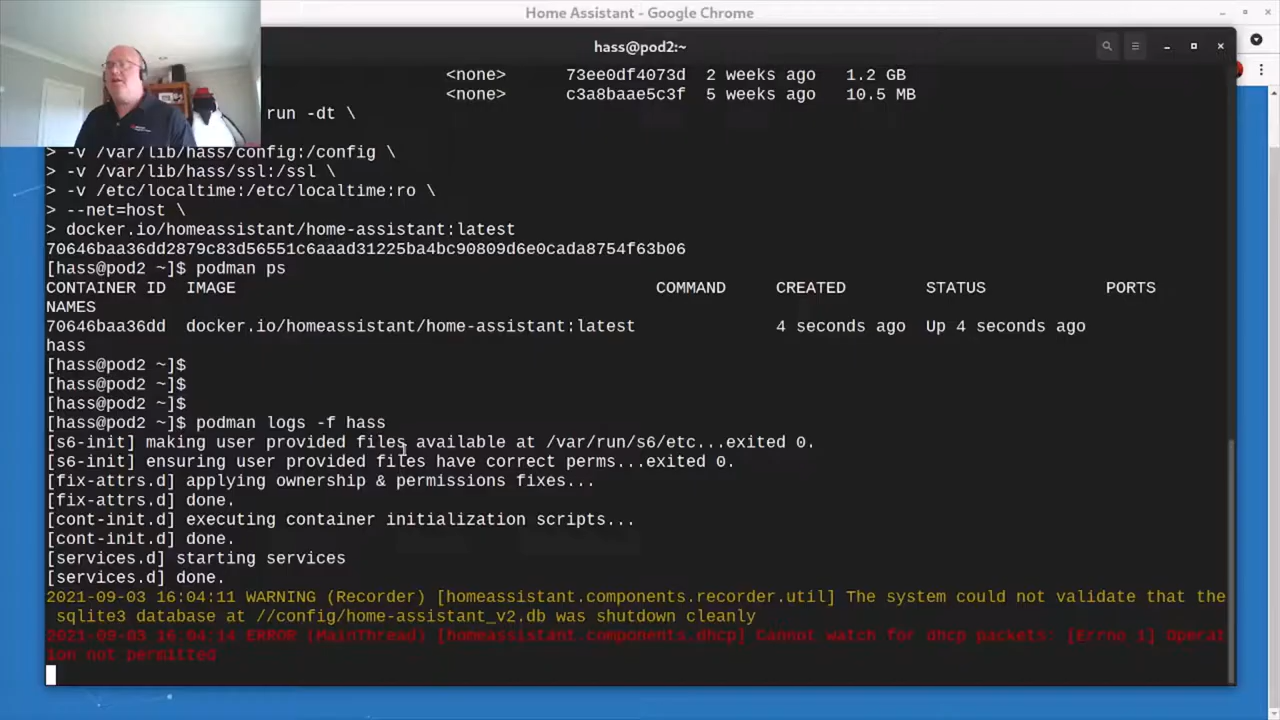 Home Assistant - Google Chrome
hass@pod2:~
<none> 73ee0df4073d 2 weeks ago 1.2 GB
<none> c3a8baae5c3f 5 weeks ago 10.5 MB
run -dt \
> -v /var/lib/hass/config:/config \
> -v /var/lib/hass/ssl:/ssl \
> -v /etc/localtime:/etc/localtime:ro \
> --net=host \
> docker.io/homeassistant/home-assistant:latest
70646baa36dd2879c83d56551c6aaad31225ba4bc90809d6e0cada8754f63b06
[hass@pod2 ~]$ podman ps
CONTAINER ID IMAGE COMMAND CREATED STATUS PORTS
NAMES
70646baa36dd docker.io/homeassistant/home-assistant:latest 4 seconds ago Up 4 seconds ago
hass
[hass@pod2 ~]$
[hass@pod2 ~]$
[hass@pod2 ~]$
[hass@pod2 ~]$ podman logs -f hass
[s6-init] making user provided files available at /var/run/s6/etc...exited 0.
[s6-init] ensuring user provided files have correct perms...exited 0.
[fix-attrs.d] applying ownership & permissions fixes...
[fix-attrs.d] done.
[cont-init.d] executing container initialization scripts...
[cont-init.d] done.
[services.d] starting services
[services.d] done.
2021-09-03 16:04:11 WARNING (Recorder) [homeassistant.components.recorder.util] The system could not validate that the
sqlite3 database at //config/home-assistant_v2.db was shutdown cleanly
2021-09-03 16:04:14 ERROR (MainThread) [homeassistant.components.dhcp] Cannot watch for dhcp packets: [Errno 1] Operat
ion not permitted